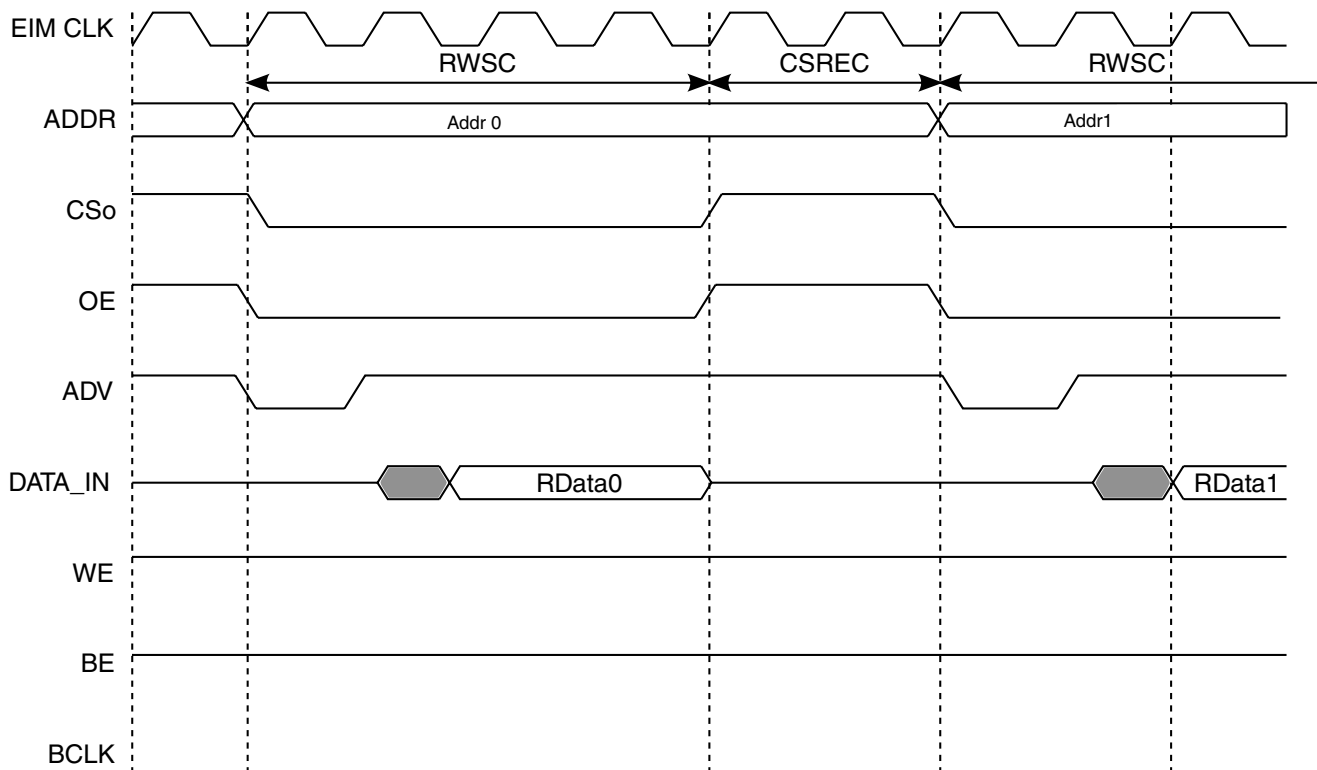 EIM CLK
RWSC CSREC RWSC
ADDR Addr 0 Addr1
CSo
OE
ADV
DATA_IN RData0 RData1
WE
BE
BCLK